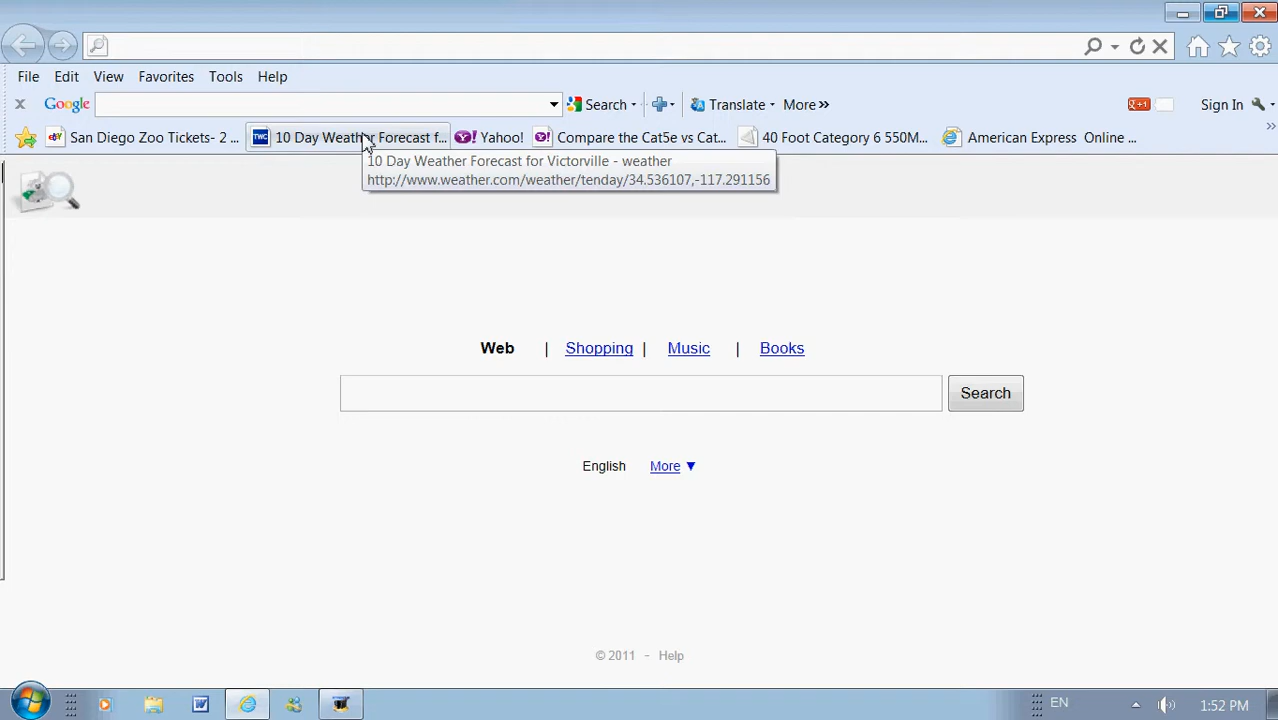 File Edit View Favorites Tools Help
x Google Search Translate More» g+1 Sign In
eY San Diego Zoo Tickets- 2 ... TWC 10 Day Weather Forecast f... Y! Yahoo! Y! Compare the Cat5e vs Cat... 40 Foot Category 6 550M... American Express Online ...
10 Day Weather Forecast for Victorville - weather
http://www.weather.com/weather/tenday/34.536107,-117.291156
Web | Shopping | Music | Books
Search
English More ▼
© 2011 - Help
W EN 1:52 PM